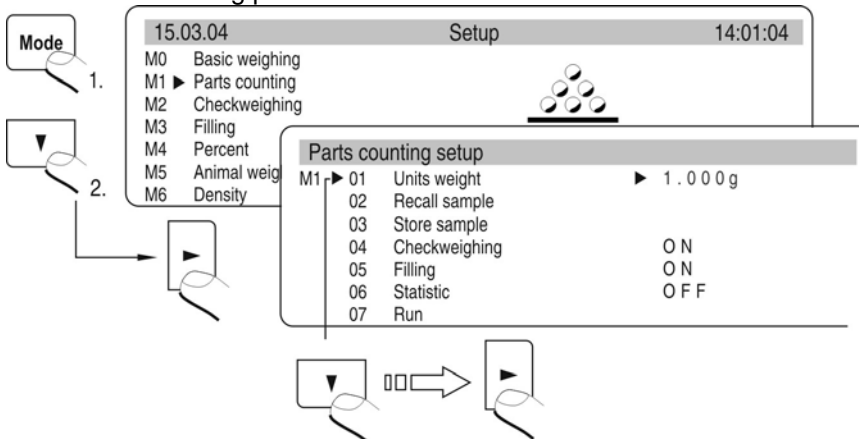 Mode
1.
2.
15.03.04 Setup 14:01:04
M0 Basic weighing
M1 ► Parts counting
M2 Checkweighing
M3 Filling
M4 Percent
M5 Animal weig
M6 Density
Parts counting setup
M1 ► 01 Units weight ► 1.000g
02 Recall sample
03 Store sample
04 Checkweighing ON
05 Filling ON
06 Statistic OFF
07 Run